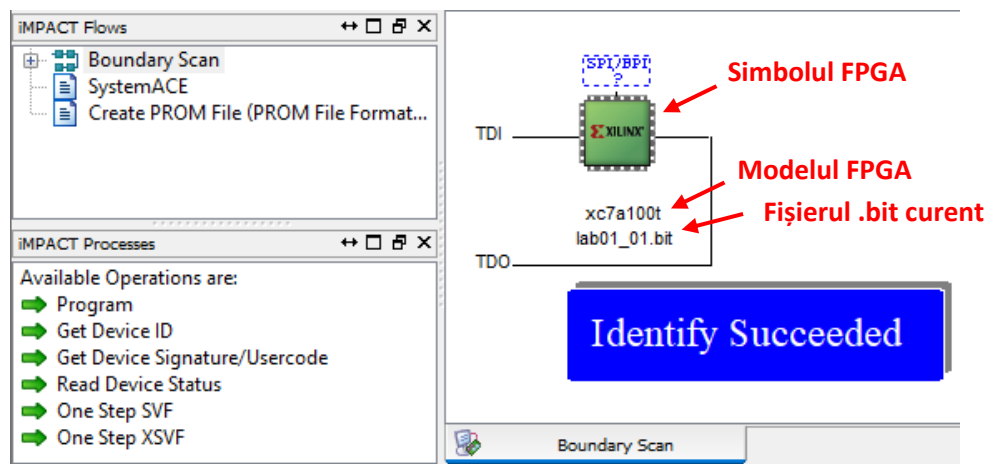 iMPACT Flows
Boundary Scan
SystemACE
Create PROM File (PROM File Format...
iMPACT Processes
Available Operations are:
Program
Get Device ID
Get Device Signature/Usercode
Read Device Status
One Step SVF
One Step XSVF
SPI/BPI
?
Simbolul FPGA
TDI
XILINX
Modelul FPGA
xc7a100t
Fișierul .bit curent
lab01_01.bit
TDO
Identify Succeeded
Boundary Scan